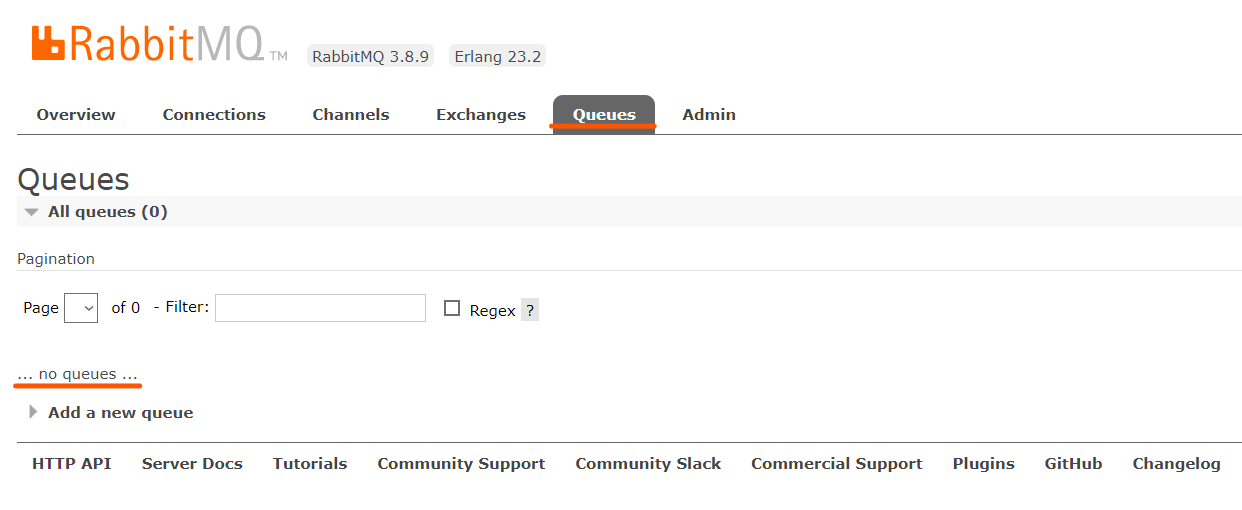 RabbitMQ TM RabbitMQ 3.8.9 Erlang 23.2
Overview Connections Channels Exchanges Queues Admin
Queues
All queues (0)
Pagination
Page of 0 - Filter: Regex ?
... no queues ...
Add a new queue
HTTP API Server Docs Tutorials Community Support Community Slack Commercial Support Plugins GitHub Changelog